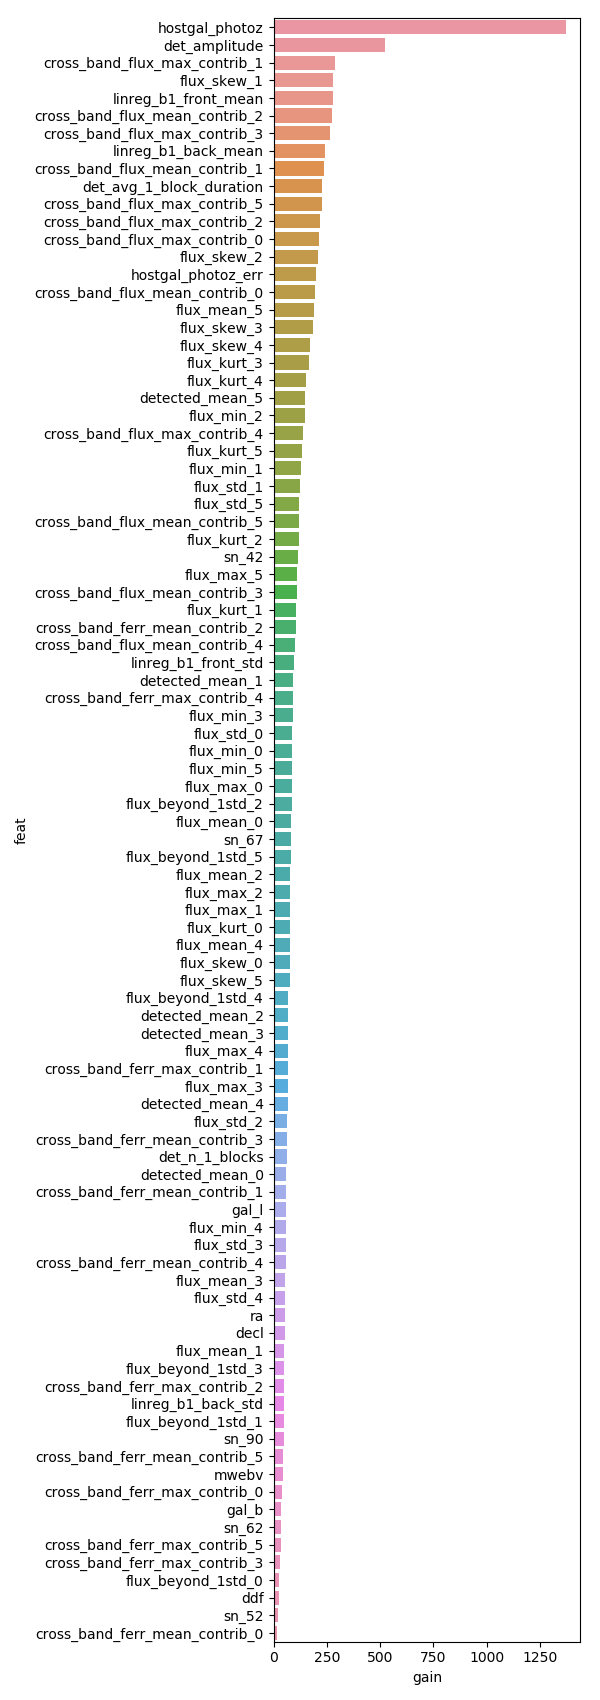 hostgal_photoz
det_amplitude
cross_band_flux_max_contrib_1
flux_skew_1
linreg_b1_front_mean
cross_band_flux_mean_contrib_2
cross_band_flux_max_contrib_3
linreg_b1_back_mean
cross_band_flux_mean_contrib_1
det_avg_1_block_duration
cross_band_flux_max_contrib_5
cross_band_flux_max_contrib_2
cross_band_flux_max_contrib_0
flux_skew_2
hostgal_photoz_err
cross_band_flux_mean_contrib_0
flux_mean_5
flux_skew_3
flux_skew_4
flux_kurt_3
flux_kurt_4
detected_mean_5
flux_min_2
cross_band_flux_max_contrib_4
flux_kurt_5
flux_min_1
flux_std_1
flux_std_5
cross_band_flux_mean_contrib_5
flux_kurt_2
sn_42
flux_max_5
cross_band_flux_mean_contrib_3
flux_kurt_1
cross_band_ferr_mean_contrib_2
cross_band_flux_mean_contrib_4
linreg_b1_front_std
detected_mean_1
cross_band_ferr_max_contrib_4
flux_min_3
flux_std_0
flux_min_0
flux_min_5
flux_max_0
flux_beyond_1std_2
flux_mean_0
sn_67
flux_beyond_1std_5
flux_mean_2
flux_max_2
flux_max_1
flux_kurt_0
flux_mean_4
flux_skew_0
flux_skew_5
flux_beyond_1std_4
detected_mean_2
detected_mean_3
flux_max_4
cross_band_ferr_max_contrib_1
flux_max_3
detected_mean_4
flux_std_2
cross_band_ferr_mean_contrib_3
det_n_1_blocks
detected_mean_0
cross_band_ferr_mean_contrib_1
gal_l
flux_min_4
flux_std_3
cross_band_ferr_mean_contrib_4
flux_mean_3
flux_std_4
ra
decl
flux_mean_1
flux_beyond_1std_3
cross_band_ferr_max_contrib_2
linreg_b1_back_std
flux_beyond_1std_1
sn_90
cross_band_ferr_mean_contrib_5
mwebv
cross_band_ferr_max_contrib_0
gal_b
sn_62
cross_band_ferr_max_contrib_5
cross_band_ferr_max_contrib_3
flux_beyond_1std_0
ddf
sn_52
cross_band_ferr_mean_contrib_0
feat
0 250 500 750 1000 1250
gain